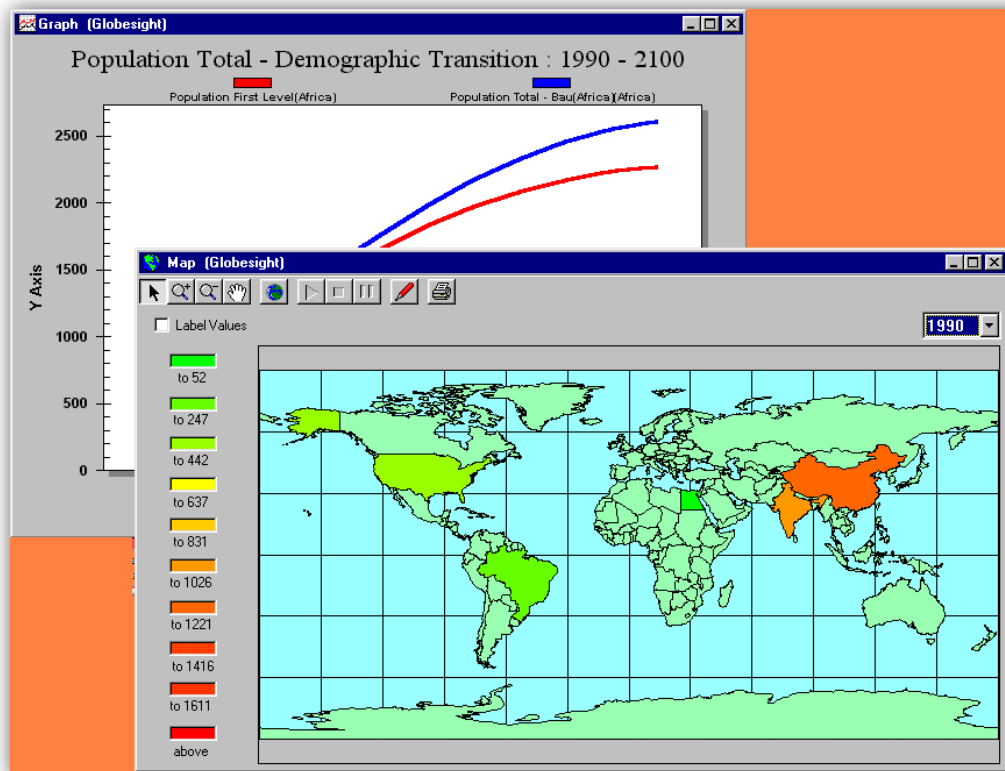 Graph (Globesight)
Population Total - Demographic Transition : 1990 - 2100
Population First Level(Africa)
Population Total - Bau(Africa)(Africa)
2500
2000
1500
1000
500
0
Y Axis
Map (Globesight)
Label Values
1990
to 52
to 247
to 442
to 637
to 831
to 1026
to 1221
to 1416
to 1611
above